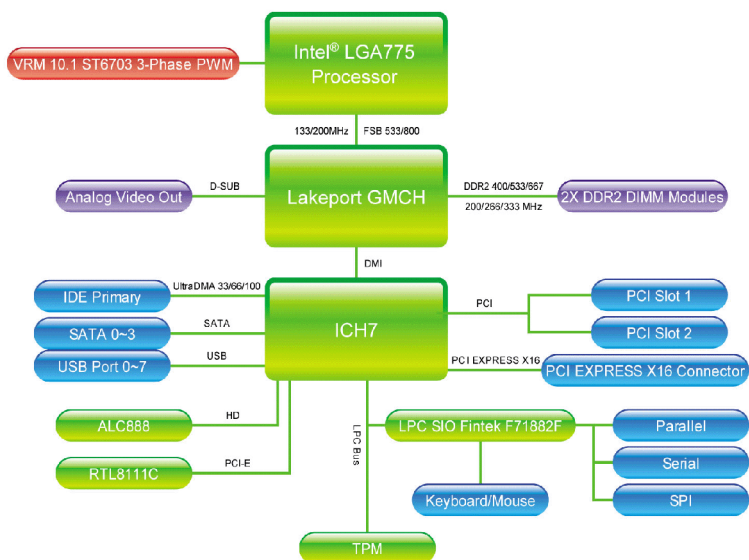 Intel® LGA775
Processor
VRM 10.1 ST6703 3-Phase PWM
133/200MHz
FSB 533/800
Lakeport GMCH
D-SUB
Analog Video Out
DDR2 400/533/667
200/266/333 MHz
2X DDR2 DIMM Modules
DMI
ICH7
UltraDMA 33/66/100
IDE Primary
SATA
SATA 0~3
USB
USB Port 0~7
PCI
PCI Slot 1
PCI Slot 2
PCI EXPRESS X16
PCI EXPRESS X16 Connector
HD
ALC888
PCI-E
RTL8111C
LPC Bus
LPC SIO Fintek F71882F
Parallel
Serial
SPI
Keyboard/Mouse
TPM